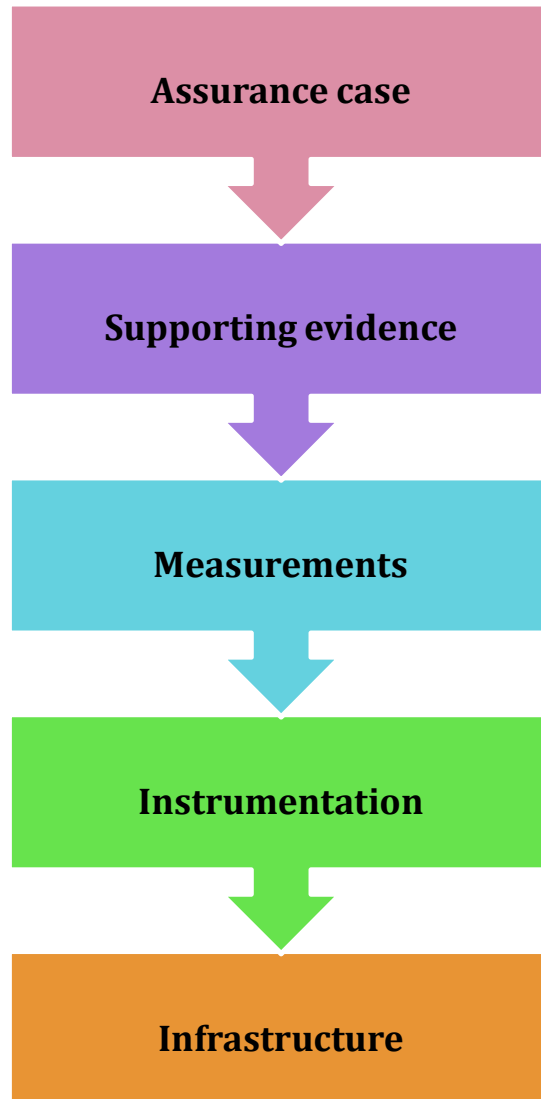 Assurance case
Supporting evidence
Measurements
Instrumentation
Infrastructure